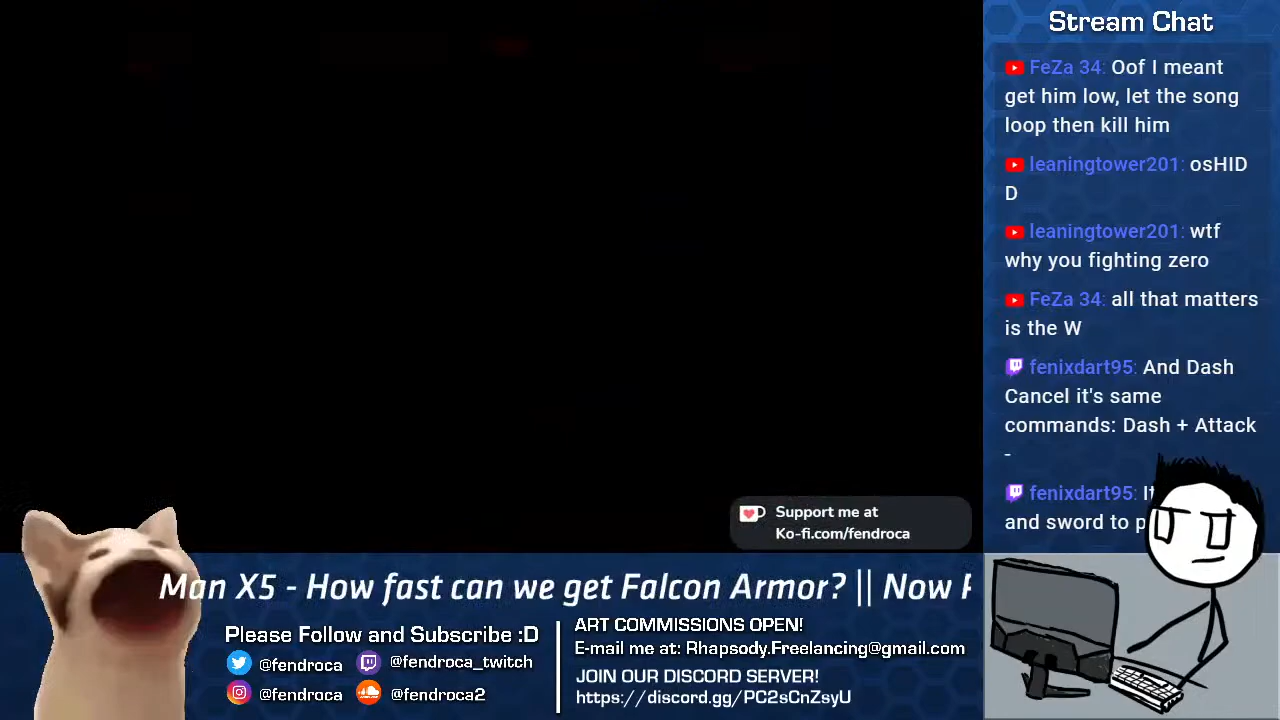 Stream Chat
FeZa 34: Oof I meant
get him low, let the song
loop then kill him
leaningtower201: osHID
D
leaningtower201: wtf
why you fighting zero
FeZa 34: all that matters
is the W
fenixdart95: And Dash
Cancel it's same
commands: Dash + Attack
-
fenixdart95:
and sword to
Support me at
Ko-fi.com/fendroca
Man X5 - How fast can we get Falcon Armor? || Now
Please Follow and Subscribe :D
@fendroca @fendroca_twitch
@fendroca @fendroca2
ART COMMISSIONS OPEN!
E-mail me at: Rhapsody.Freelancing@gmail.com
JOIN OUR DISCORD SERVER!
https://discord.gg/PC2sCnZsyU